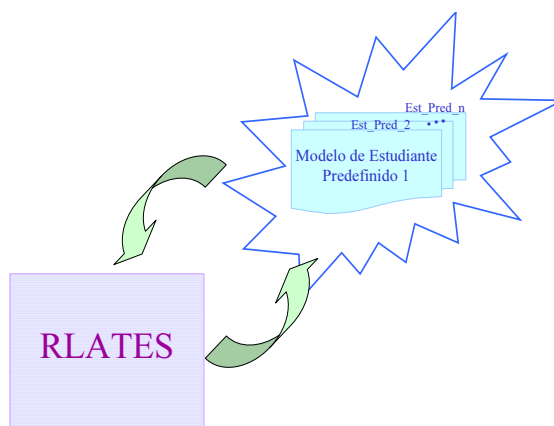 Est_Pred_n
Est_Pred_2
Modelo de Estudiante
Predefinido 1
RLATES